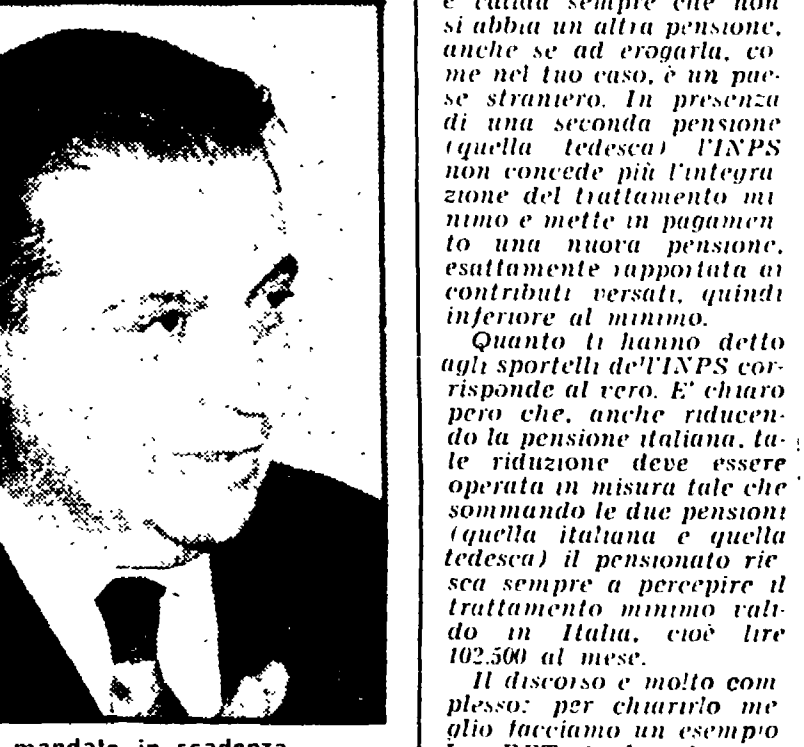 è valida sempre che non
si abbia un altra pensione,
anche se ad erogarla, co
me nel tuo caso, è un pae-
se straniero. In presenza
di una seconda pensione
(quella tedesca) l'INPS
non concede più l'integra
zione del trattamento mi
nimo e mette in pagamen
to una nuova pensione,
esattamente rapportata ai
contributi versati, quindi
inferiore al minimo.
Quanto ti hanno detto
agli sportelli de'l'INPS cor-
risponde al vero. E' chiaro
pero che, anche riducen-
do la pensione italiana, ta-
le riduzione deve essere
operata in misura tale che
sommando le due pensioni
(quella italiana e quella
tedesca) il pensionato rie
sca sempre a percepire il
trattamento minimo vali-
do in Italia, cioè lire
102.500 al mese.
Il discorso e molto com
plesso: per chiarirlo me
glio facciamo un esempio
mandato in scadenza